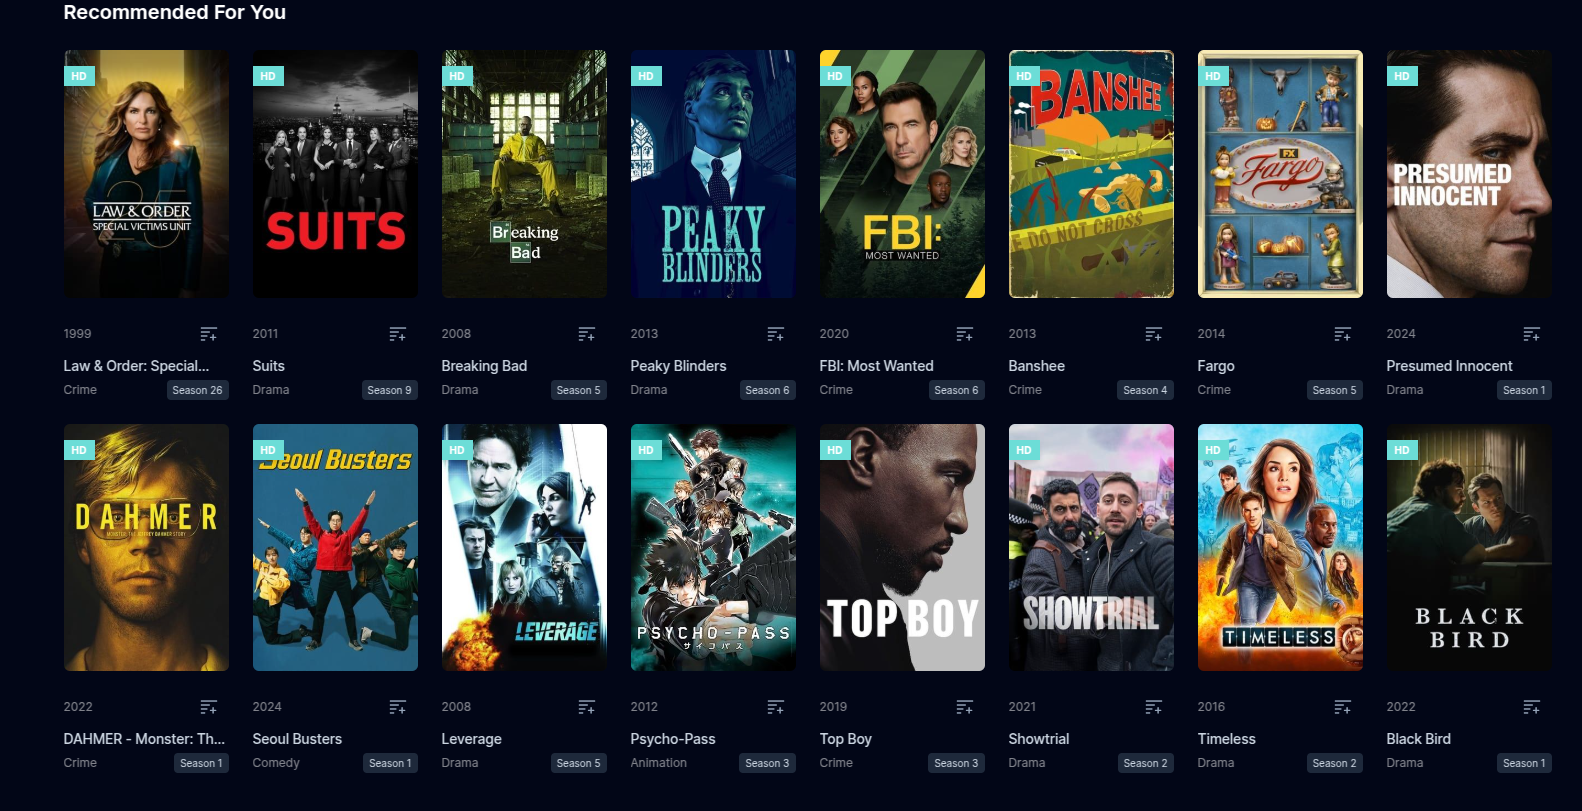 Recommended For You
HD
25
LAW & ORDER
SPECIAL VICTIMS UNIT
HD
SUITS
HD
Breaking
Bad
HD
PEAKY
BLINDERS
HD
FBI:
MOST WANTED
HD
BANSHEE
E DO NOT CROSS
HD
FX
Fargo
HD
PRESUMED
INNOCENT
1999
2011
2008
2013
2020
2013
2014
2024
Law & Order: Special...
Suits
Breaking Bad
Peaky Blinders
FBI: Most Wanted
Banshee
Fargo
Presumed Innocent
Crime Season 26
Drama Season 9
Drama Season 5
Drama Season 6
Crime Season 6
Crime Season 4
Crime Season 5
Drama Season 1
HD
DAHMER
MONSTER: THE JEFFREY DAHMER STORY
HD
Seoul Busters
HD
LEVERAGE
HD
PSYCHO-PASS
サイコパス
HD
TOP BOY
HD
SHOWTRIAL
HD
TIMELESS
HD
BLACK
BIRD
2022
2024
2008
2012
2019
2021
2016
2022
DAHMER - Monster: Th...
Seoul Busters
Leverage
Psycho-Pass
Top Boy
Showtrial
Timeless
Black Bird
Crime Season 1
Comedy Season 1
Drama Season 5
Animation Season 3
Crime Season 3
Drama Season 2
Drama Season 2
Drama Season 1